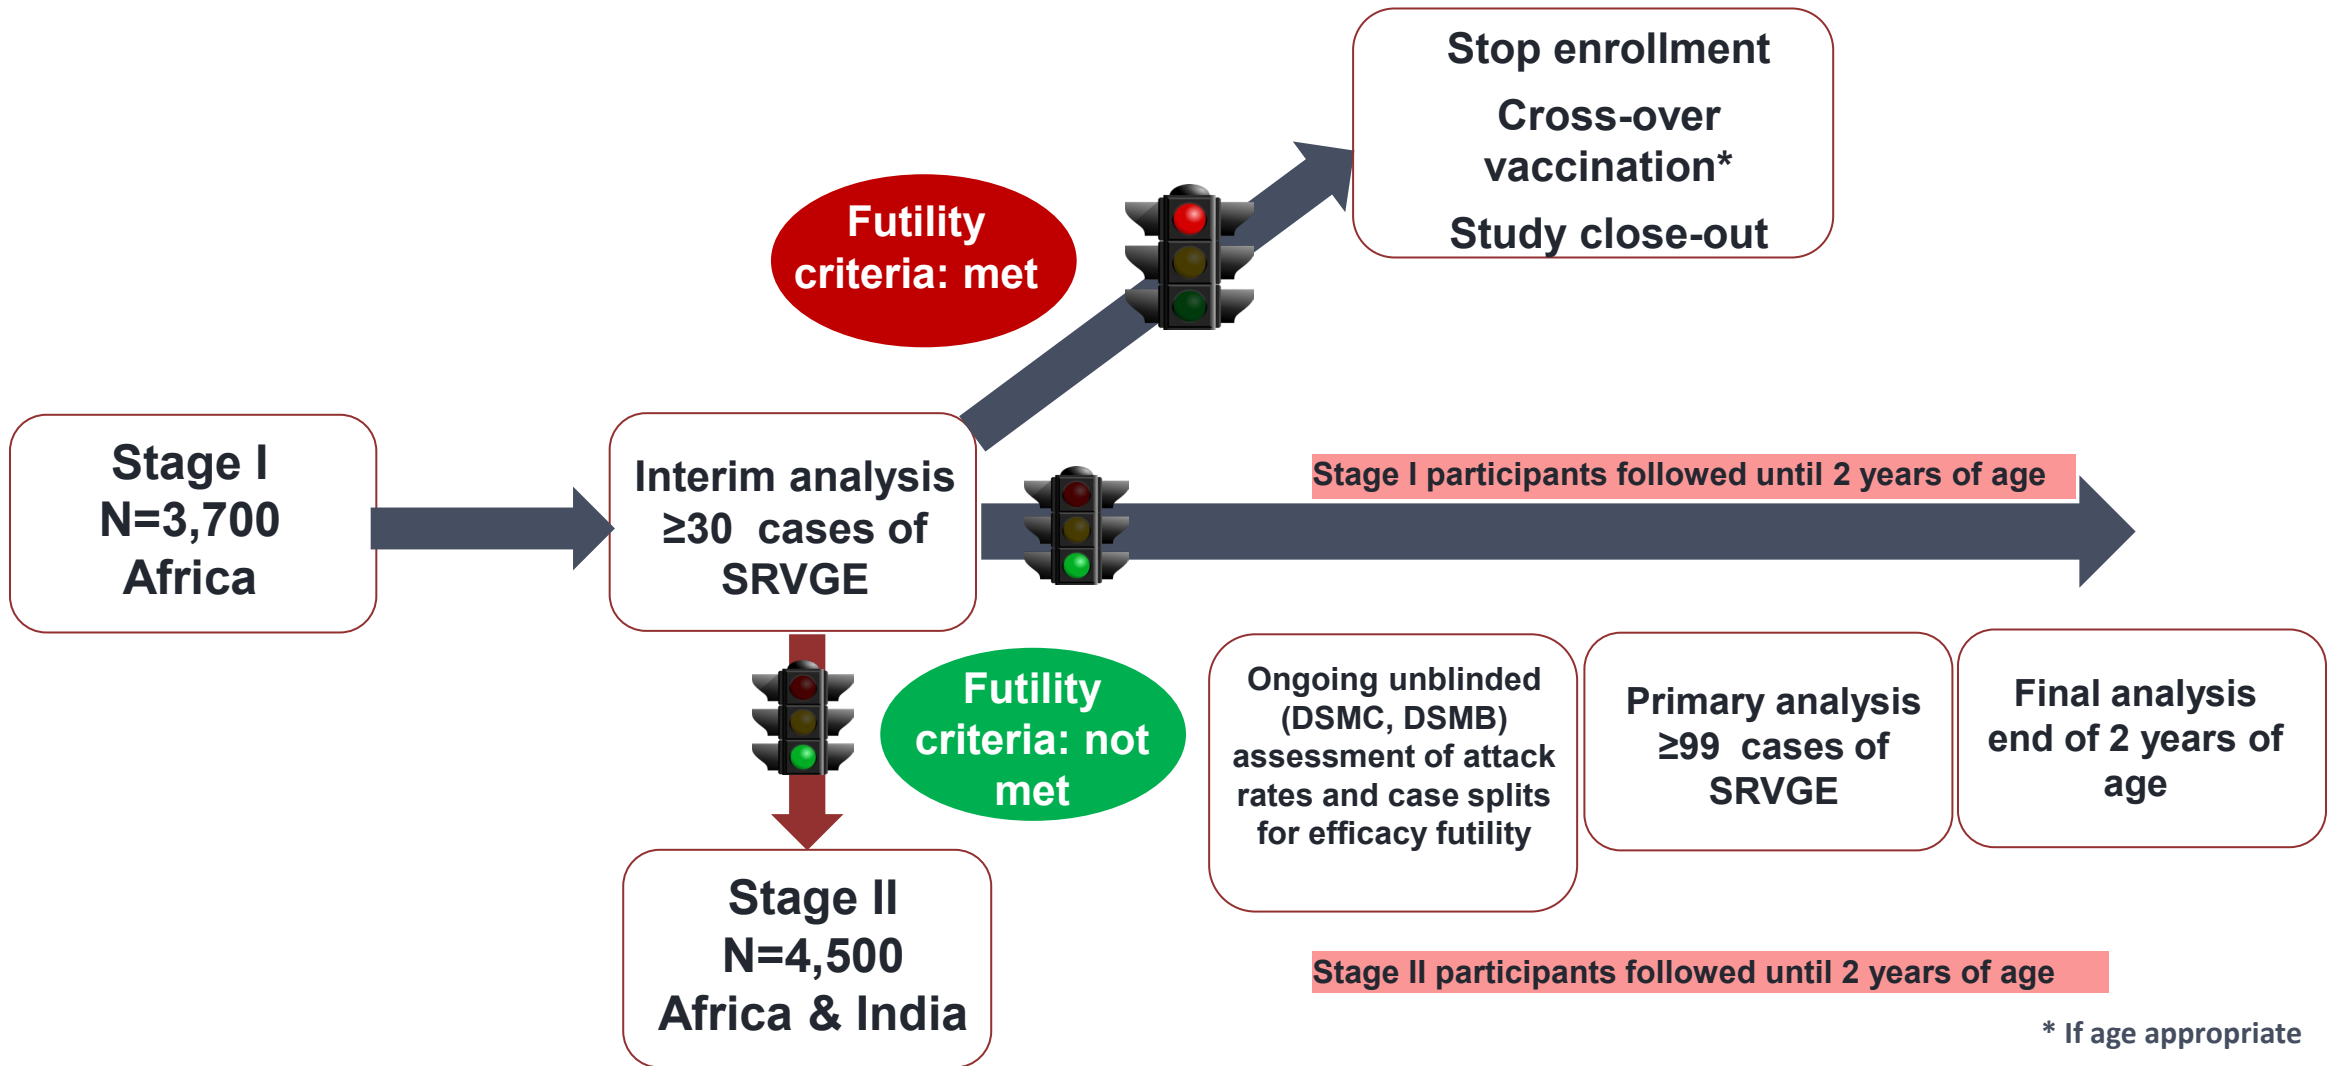 Stop enrollment
Cross-over
vaccination*
Study close-out
Futility
criteria: met
Stage I
N=3,700
Africa
Interim analysis
≥30 cases of
SRVGE
Stage I participants followed until 2 years of age
Futility
criteria: not
met
Ongoing unblinded
(DSMC, DSMB)
assessment of attack
rates and case splits
for efficacy futility
Primary analysis
≥99 cases of
SRVGE
Final analysis
end of 2 years of
age
Stage II
N=4,500
Africa & India
Stage II participants followed until 2 years of age
* If age appropriate